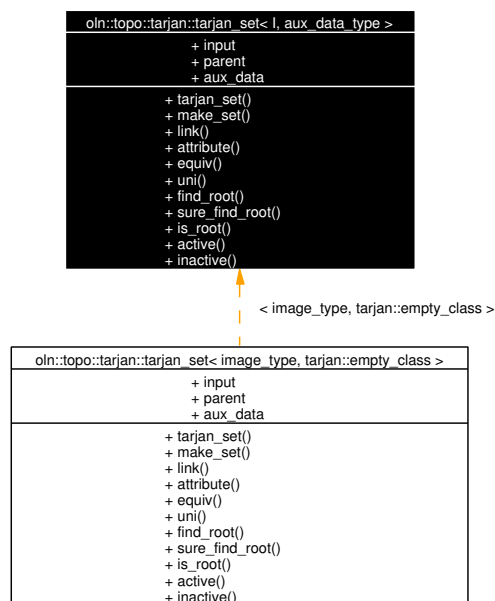 oln::topo::tarjan::tarjan_set< I, aux_data_type >
+ input
+ parent
+ aux_data
+ tarjan_set()
+ make_set()
+ link()
+ attribute()
+ equiv()
+ uni()
+ find_root()
+ sure_find_root()
+ is_root()
+ active()
+ inactive()
< image_type, tarjan::empty_class >
oln::topo::tarjan::tarjan_set< image_type, tarjan::empty_class >
+ input
+ parent
+ aux_data
+ tarjan_set()
+ make_set()
+ link()
+ attribute()
+ equiv()
+ uni()
+ find_root()
+ sure_find_root()
+ is_root()
+ active()
+ inactive()